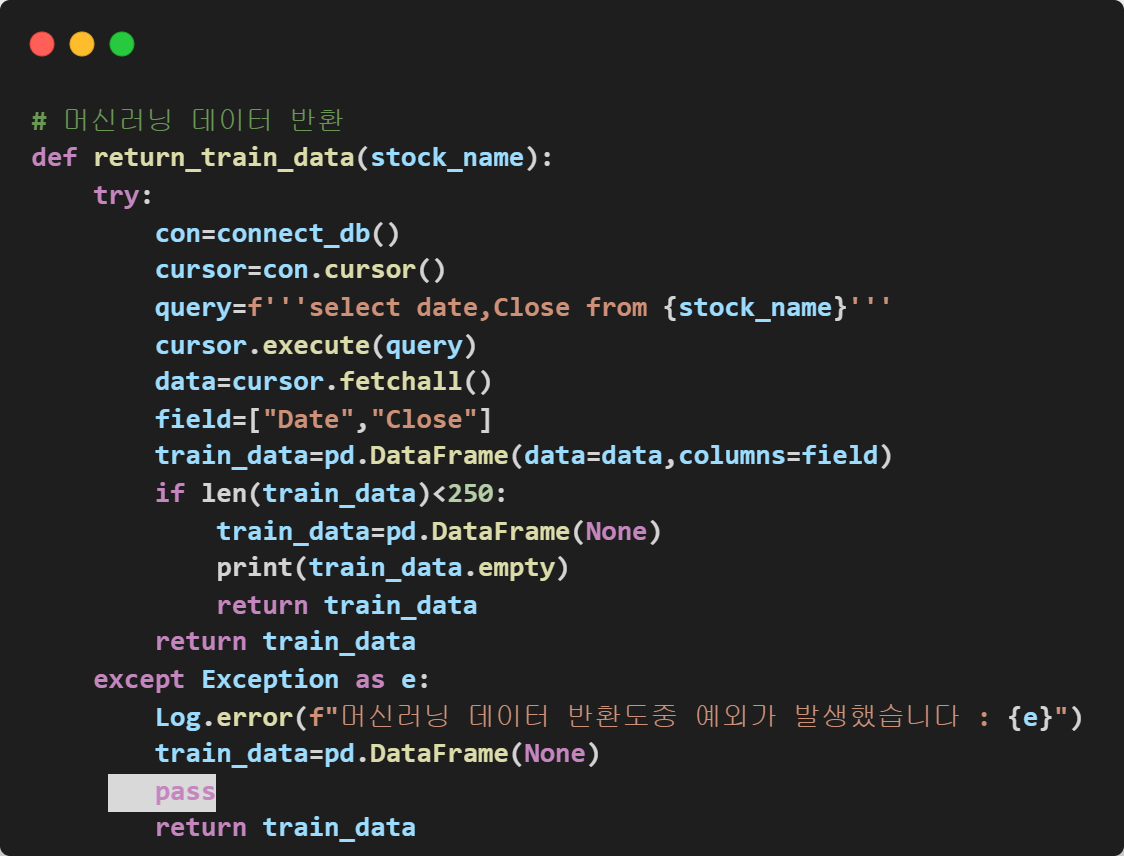 # 머신러닝 데이터 반환
def return_train_data(stock_name):
    try:
        con=connect_db()
        cursor=con.cursor()
        query=f'''select date,Close from {stock_name}'''
        cursor.execute(query)
        data=cursor.fetchall()
        field=["Date","Close"]
        train_data=pd.DataFrame(data=data,columns=field)
        if len(train_data)<250:
            train_data=pd.DataFrame(None)
            print(train_data.empty)
            return train_data
        return train_data
    except Exception as e:
        Log.error(f"머신러닝 데이터 반환도중 예외가 발생했습니다 : {e}")
        train_data=pd.DataFrame(None)
        pass
        return train_data